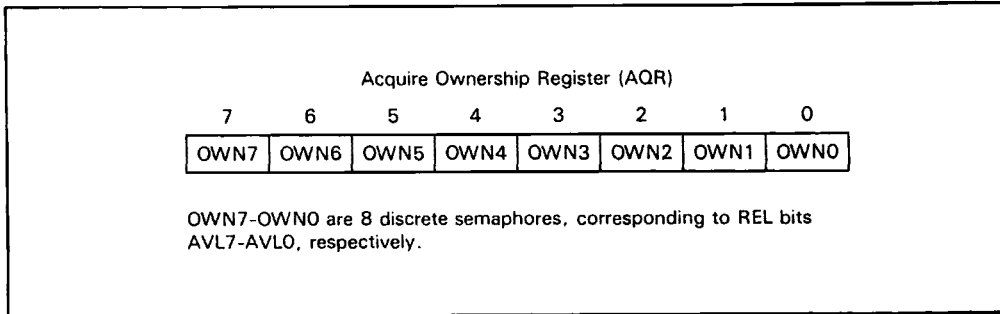 Acquire Ownership Register (AQR)
7 6 5 4 3 2 1 0
OWN7 OWN6 OWN5 OWN4 OWN3 OWN2 OWN1 OWN0
OWN7-OWN0 are 8 discrete semaphores, corresponding to REL bits
AVL7-AVL0, respectively.